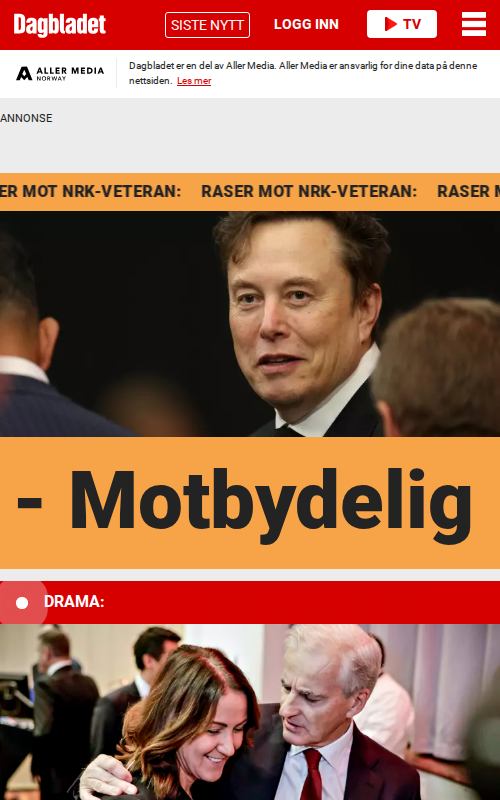 Dagbladet
SISTE NYTT
LOGG INN
TV
ALLER MEDIA
NORWAY
Dagbladet er en del av Aller Media. Aller Media er ansvarlig for dine data på denne
nettsiden. Les mer
ANNONSE
ER MOT NRK-VETERAN: RASER MOT NRK-VETERAN: RASER M
- Motbydelig
DRAMA: